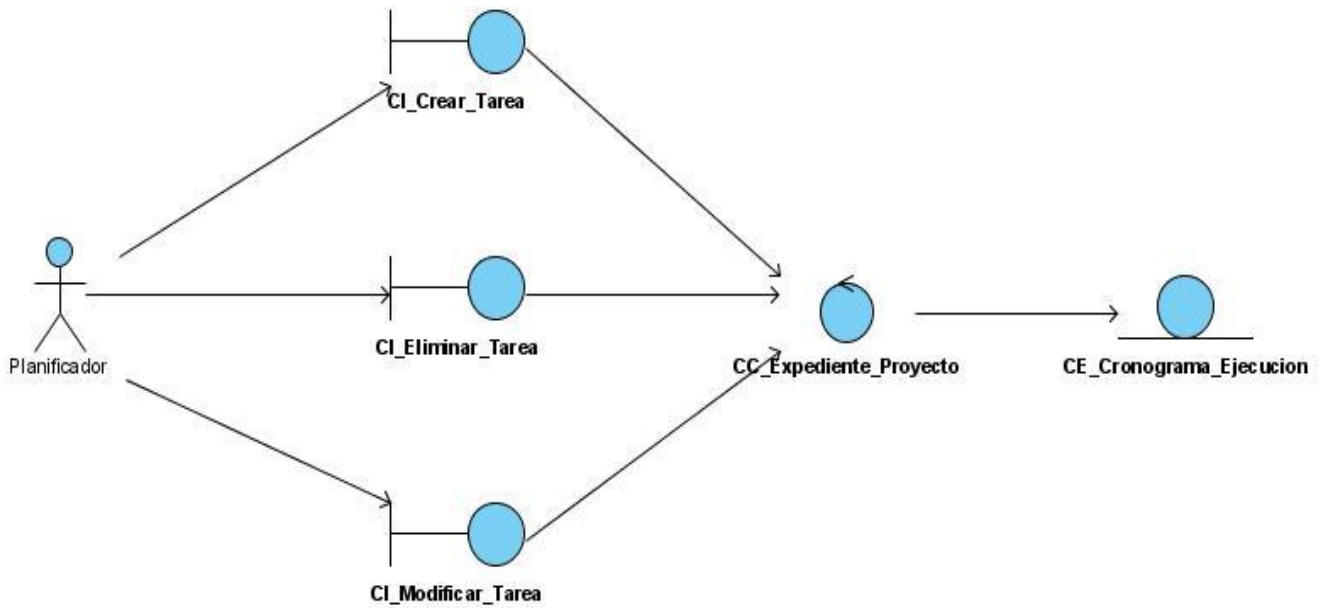 CI_Crear_Tarea
CI_Eliminar_Tarea
Planificador
CC_Expediente_Proyecto
CE_Cronograma_Ejecucion
CI_Modificar_Tarea